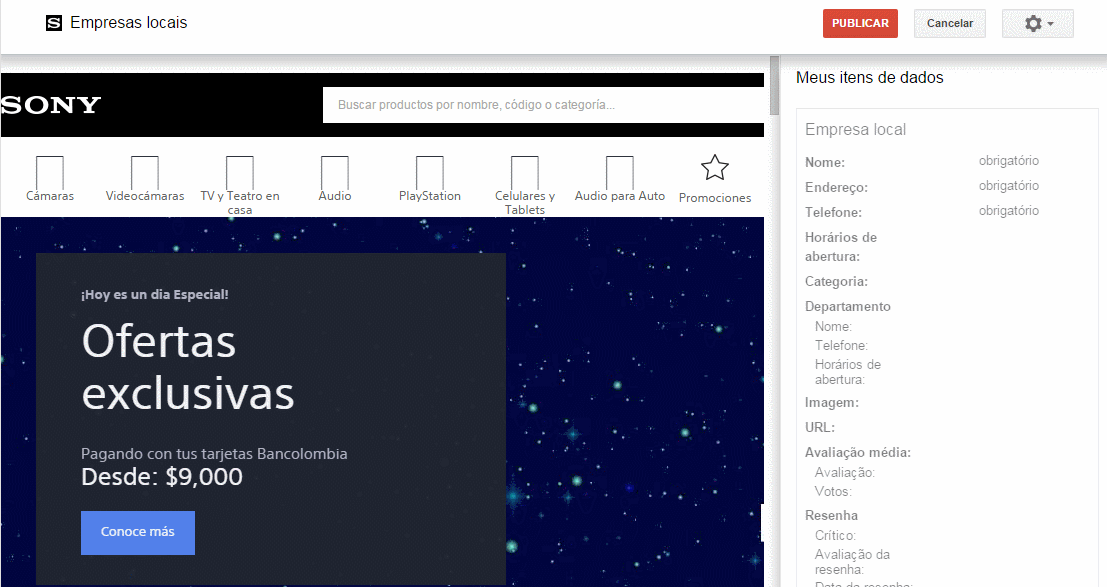 S Empresas locais
PUBLICAR
Cancelar
SONY
Buscar productos por nombre, código o categoría...
Cámaras
Videocámaras
TV y Teatro en
casa
Audio
PlayStation
Celulares y
Tablets
Audio para Auto
Promociones
¡Hoy es un dia Especial!
Ofertas
exclusivas
Pagando con tus tarjetas Bancolombia
Desde: $9,000
Conoce más
Meus itens de dados
Empresa local
Nome: obrigatório
Endereço: obrigatório
Telefone: obrigatório
Horários de
abertura:
Categoria:
Departamento
Nome:
Telefone:
Horários de
abertura:
Imagem:
URL:
Avaliação média:
Avaliação:
Votos:
Resenha
Crítico:
Avaliação da
resenha:
Data da resenha: